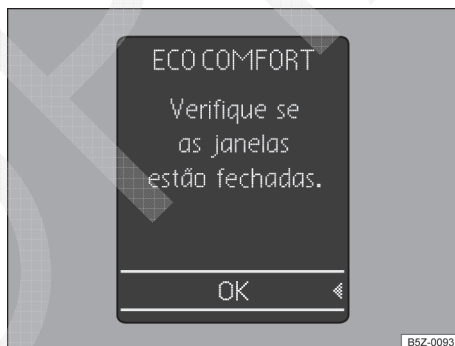 ECO COMFORT
Verifique se
as janelas
estão fechadas.
OK
B5Z-0093